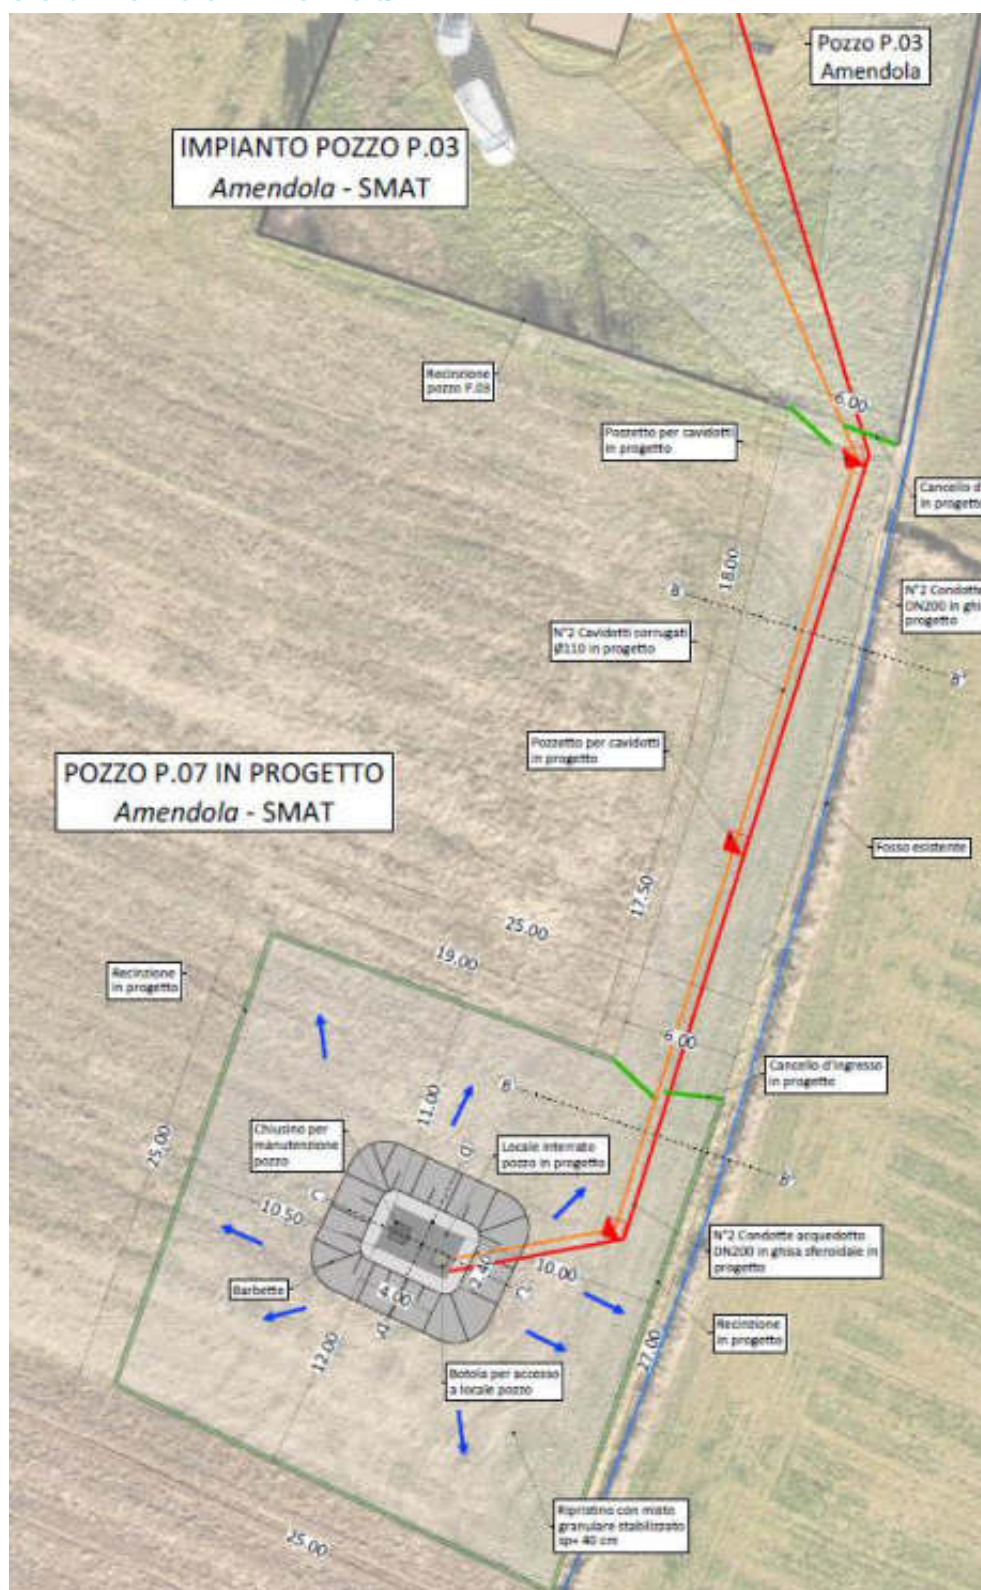 Pozzo P.03
Amendola
IMPIANTO POZZO P.03
Amendola - SMAT
Recinzione
pozzo P.03
6.00
Pozzetto per cavidotti
in progetto
Cancello d
in progetto
18.00
B
N°2 Condotte
DN200 in ghi
progetto
N°2 Cavidotti corrugati
Ø110 in progetto
B'
Pozzetto per cavidotti
in progetto
POZZO P.07 IN PROGETTO
Amendola - SMAT
Fosso esistente
17.50
25.00
19.00
Recinzione
in progetto
6.00
Cancello d'ingresso
in progetto
B
11.00
Chiusino per
manutenzione
pozzo
Locale interrato
pozzo in progetto
D
25.00
B'
C
10.50
N°2 Condotte acquedotto
DN200 in ghisa sferoidale in
progetto
10.00
2.40
Barbette
4.00
C'
D'
12.00
27.00
Recinzione
in progetto
Botola per accesso
a locale pozzo
Ripristino con misto
granulare stabilizzato
sp= 40 cm
25.00